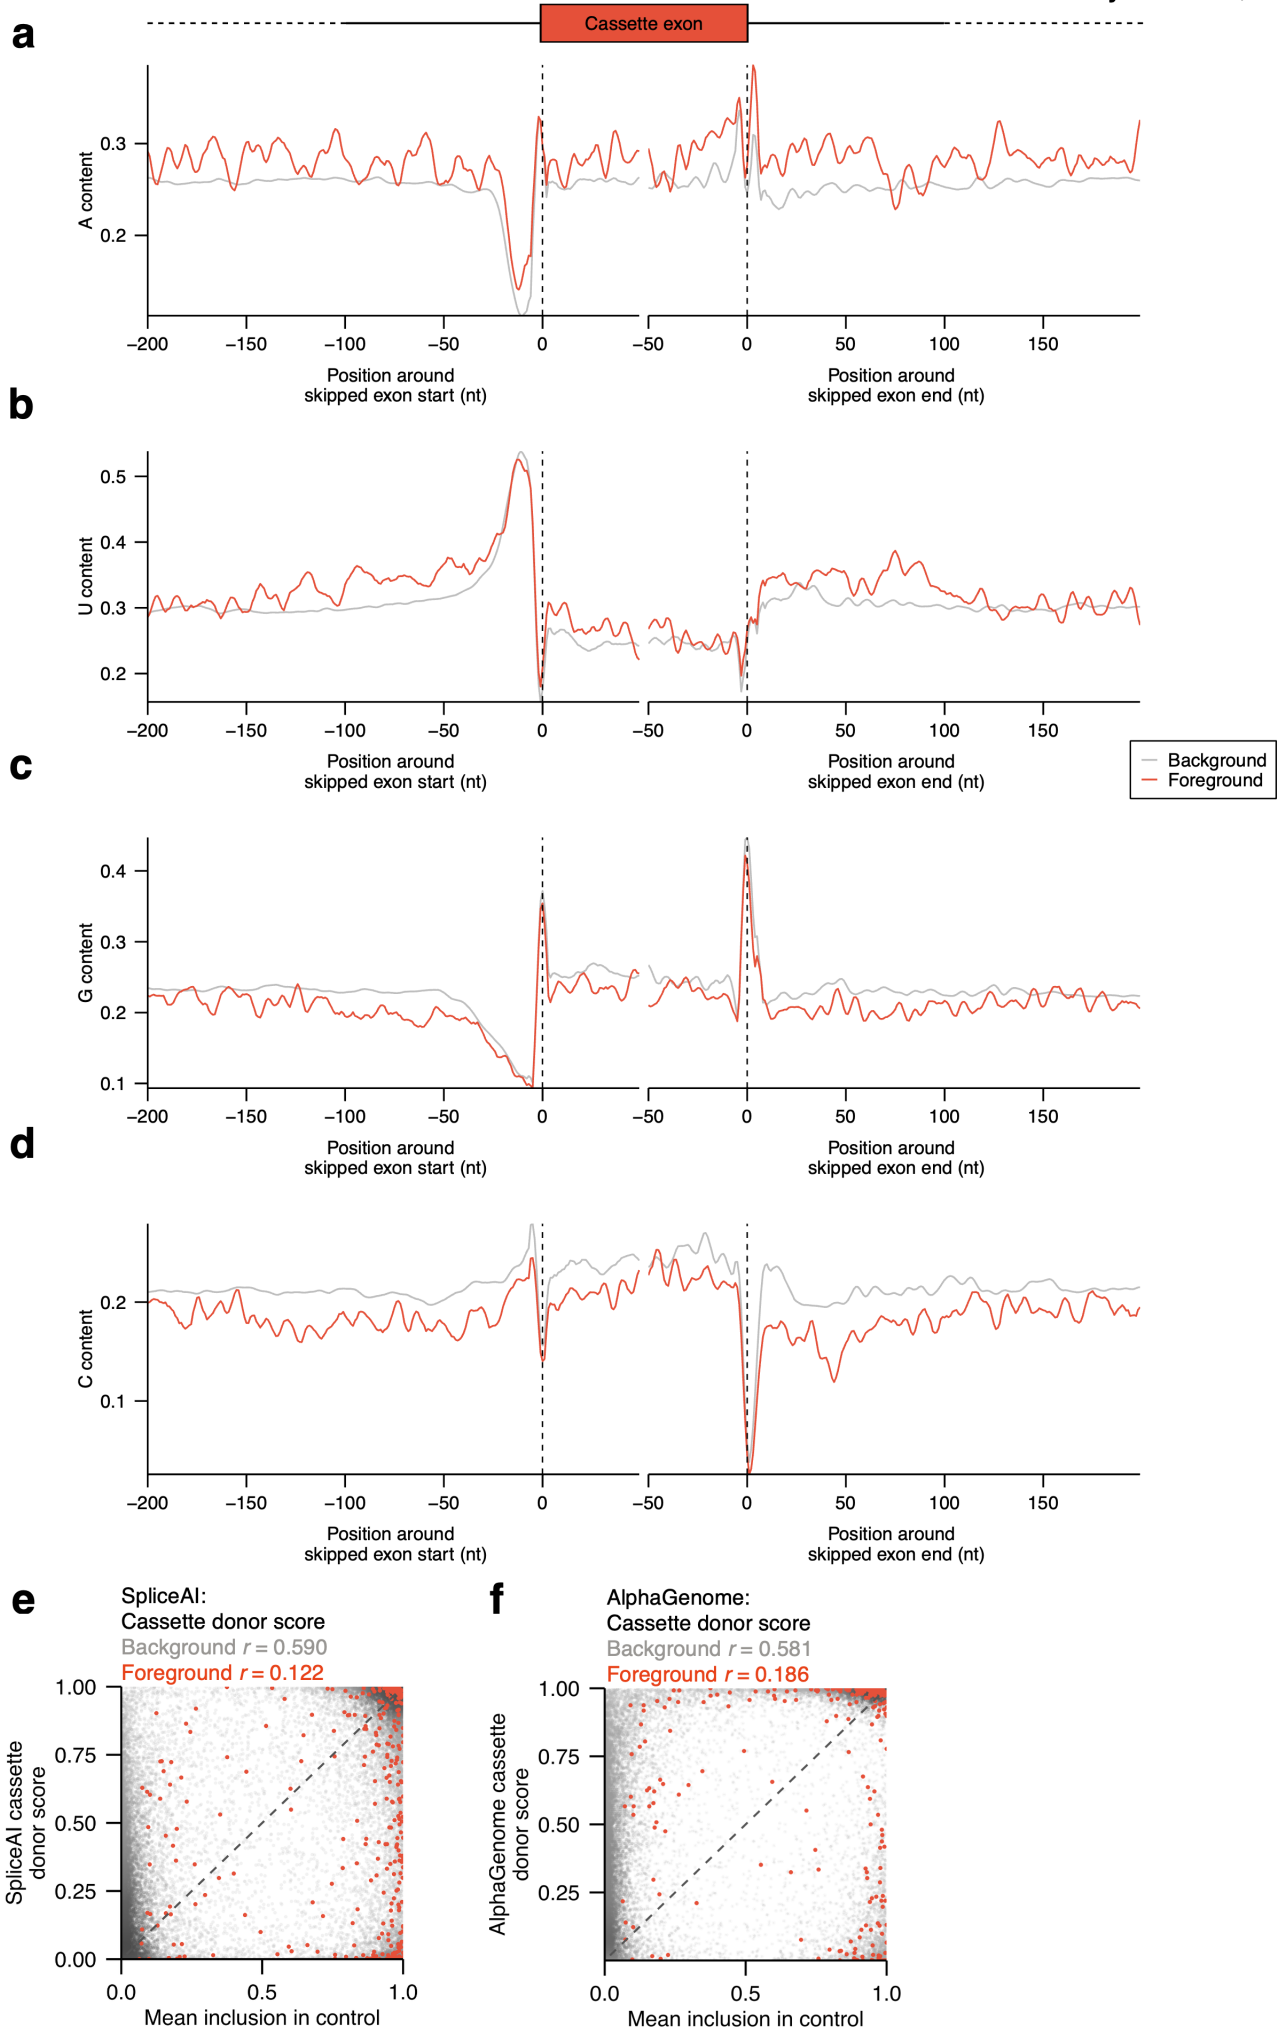 a
Cassette exon
A content
0.3
0.2
−200 −150 −100 −50 0 −50 0 50 100 150
Position around
skipped exon start (nt)
Position around
skipped exon end (nt)
b
U content
0.5
0.4
0.3
0.2
−200 −150 −100 −50 0 −50 0 50 100 150
Position around
skipped exon start (nt)
Position around
skipped exon end (nt)
Background
Foreground
c
G content
0.4
0.3
0.2
0.1
−200 −150 −100 −50 0 −50 0 50 100 150
Position around
skipped exon start (nt)
Position around
skipped exon end (nt)
d
C content
0.2
0.1
−200 −150 −100 −50 0 −50 0 50 100 150
Position around
skipped exon start (nt)
Position around
skipped exon end (nt)
e
SpliceAI:
Cassette donor score
Background r = 0.590
Foreground r = 0.122
SpliceAI cassette
donor score
1.00
0.75
0.50
0.25
0.00
0.0 0.5 1.0
Mean inclusion in control
f
AlphaGenome:
Cassette donor score
Background r = 0.581
Foreground r = 0.186
AlphaGenome cassette
donor score
1.00
0.75
0.50
0.25
0.0 0.5 1.0
Mean inclusion in control